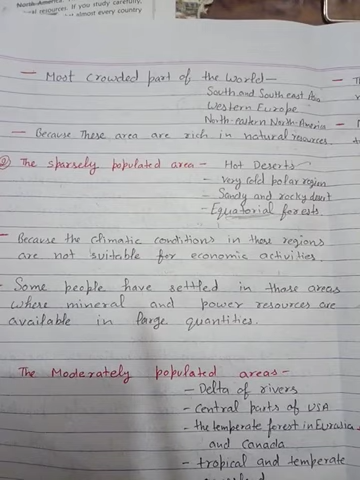 North America.
resources. If you study carefully,
almost every country
— Most crowded part of the World —
South and South east Asia
Western Europe
North-eastern North-America
— Because These area are rich in natural resources.
② The sparsely populated area - Hot Deserts
- very cold polar region
- Sandy and rocky desert
- Equatorial forests.
- Because the climatic conditions in those regions
are not suitable for economic activities.
- Some people have settled in those areas
where mineral and power resources are
available in large quantities.
The Moderately populated areas -
- Delta of rivers
- central parts of USA
- the temperate forest in Eurasia
and Canada
- tropical and temperate